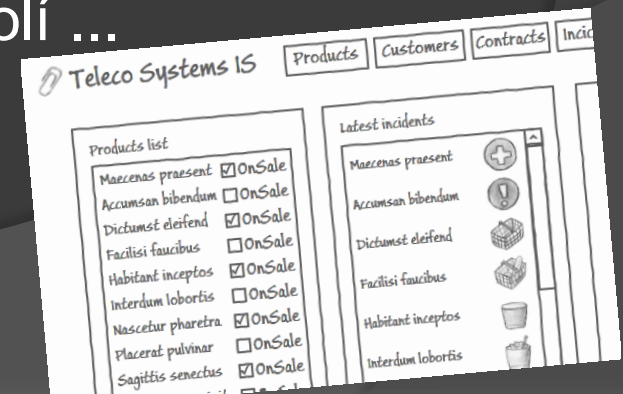 olí ...
Teleco Systems IS
Products Customers Contracts Incic
Products list
Maecenas praesent OnSale
Accumsan bibendum OnSale
Dictumst eleifend OnSale
Facilisi faucibus OnSale
Habitant inceptos OnSale
Interdum lobortis OnSale
Nascetur pharetra OnSale
Placerat pulvinar OnSale
Sagittis senectus OnSale
Latest incidents
Maecenas praesent
Accumsan bibendum
Dictumst eleifend
Facilisi faucibus
Habitant inceptos
Interdum lobortis